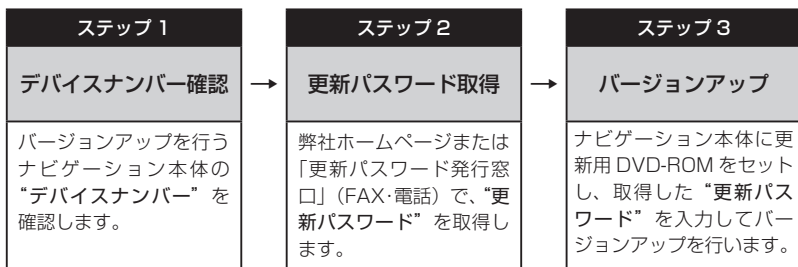 ステップ 1
デバイスナンバー確認
バージョンアップを行う
ナビゲーション本体の
“デバイスナンバー” を
確認します。
→
ステップ 2
更新パスワード取得
弊社ホームページまたは
「更新パスワード発行窓
口」（FAX・電話）で、“更
新パスワード” を取得し
ます。
→
ステップ 3
バージョンアップ
ナビゲーション本体に更
新用 DVD-ROM をセット
し、取得した “更新パス
ワード” を入力してバー
ジョンアップを行います。